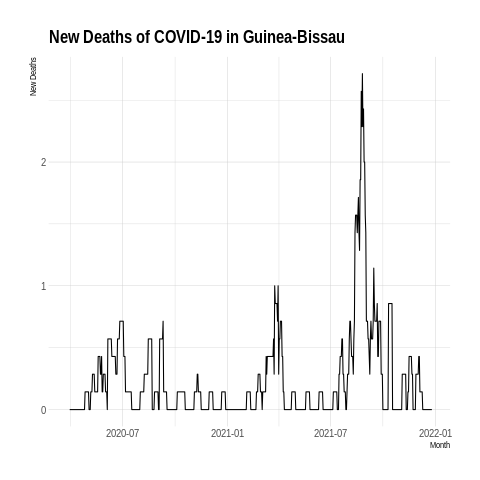 New Deaths of COVID-19 in Guinea-Bissau
New Deaths
2
1
0
2020-07 2021-01 2021-07 2022-01
Month